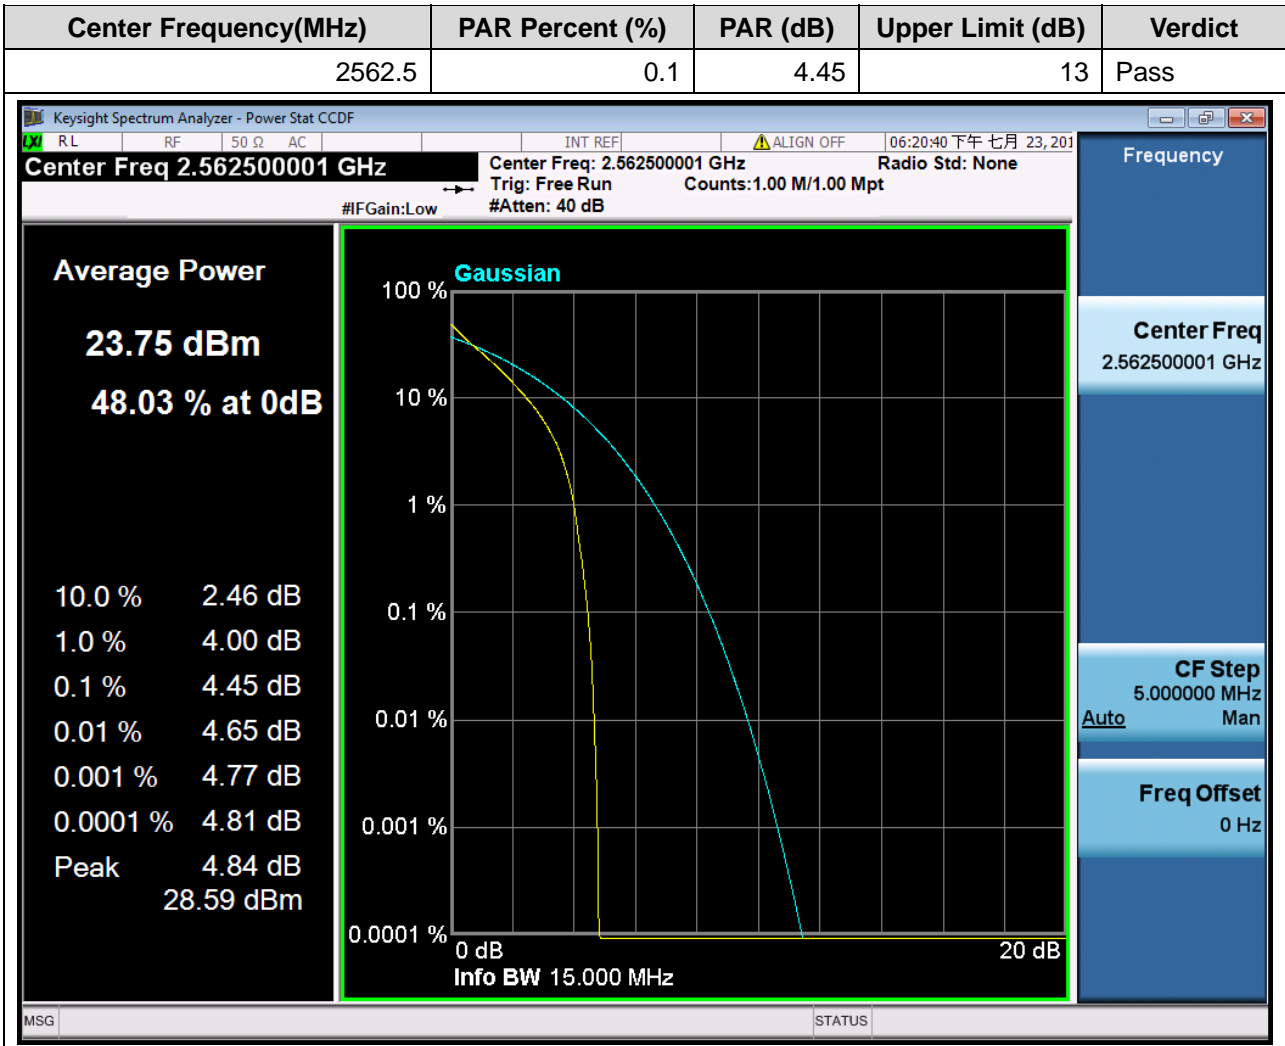 Center Frequency(MHz) PAR Percent (%) PAR (dB) Upper Limit (dB) Verdict
2562.5 0.1 4.45 13 Pass
Keysight Spectrum Analyzer - Power Stat CCDF
LXI RL RF 50 Ω AC INT REF ALIGN OFF 06:20:40 下午 七月 23, 201
Center Freq 2.562500001 GHz
Center Freq: 2.562500001 GHz Radio Std: None
Trig: Free Run Counts:1.00 M/1.00 Mpt
#IFGain:Low #Atten: 40 dB
Frequency
Average Power
23.75 dBm
48.03 % at 0dB
10.0 % 2.46 dB
1.0 % 4.00 dB
0.1 % 4.45 dB
0.01 % 4.65 dB
0.001 % 4.77 dB
0.0001 % 4.81 dB
Peak 4.84 dB
28.59 dBm
Gaussian
100 %
10 %
1 %
0.1 %
0.01 %
0.001 %
0.0001 %
0 dB 20 dB
Info BW 15.000 MHz
Center Freq
2.562500001 GHz
CF Step
5.000000 MHz
Auto Man
Freq Offset
0 Hz
MSG STATUS